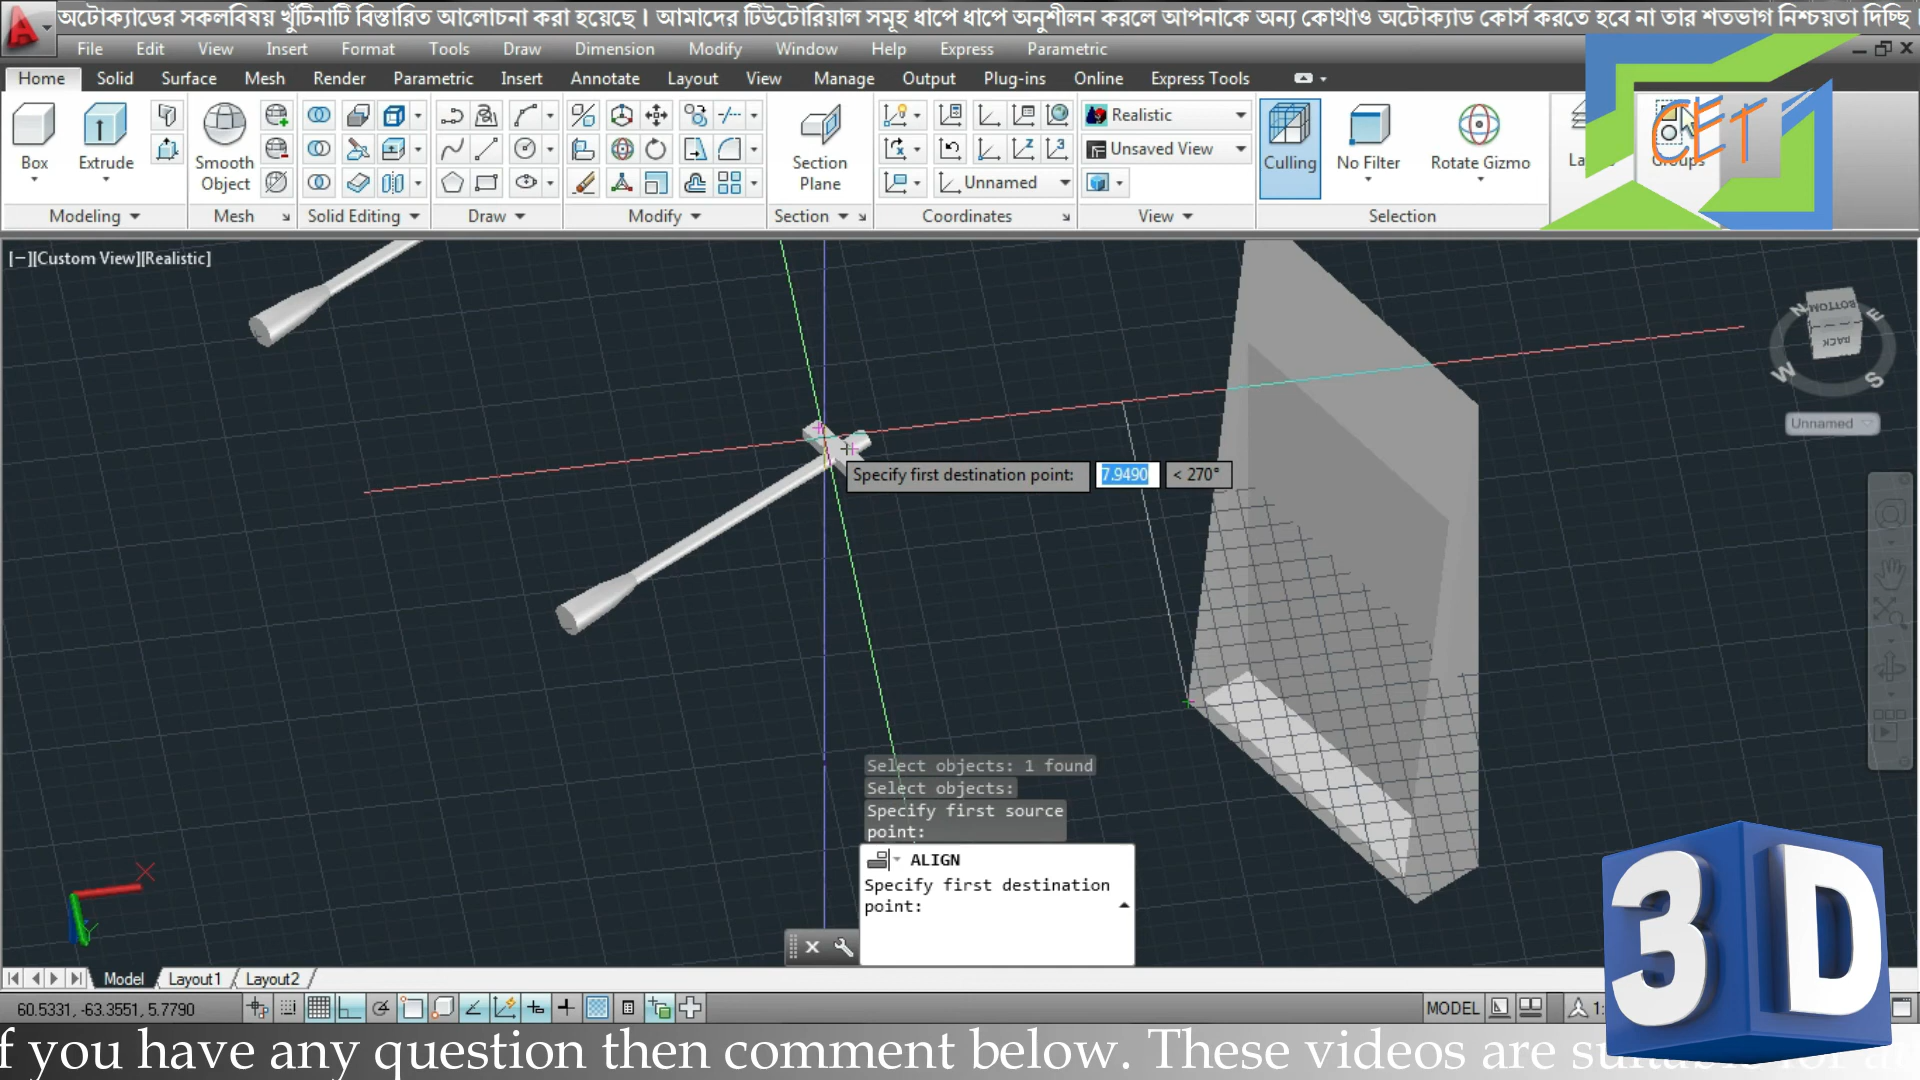 অটোক্যাডের সকলবিষয় খুঁটিনাটি বিস্তারিত আলোচনা করা হয়েছে। আমাদের টিউটোরিয়াল সমূহ ধাপে ধাপে অনুশীলন করলে আপনাকে অন্য কোথাও অটোক্যাড কোর্স করতে হবে না তার শতভাগ নিশ্চয়তা দিচ্ছি
File Edit View Insert Format Tools Draw Dimension Modify Window Help Express Parametric
Home Solid Surface Mesh Render Parametric Insert Annotate Layout View Manage Output Plug-ins Online Express Tools
Realistic
Unsaved View
Unnamed
Box Extrude Smooth Object Section Plane Culling No Filter Rotate Gizmo Groups
CET
Modeling Mesh Solid Editing Draw Modify Section Coordinates View Selection
[−][Custom View][Realistic]
N BOTTOM E
BACK
W S
Unnamed
Specify first destination point: 7.9490 < 270°
Select objects: 1 found
Select objects:
Specify first source
point:
ALIGN
Specify first destination
point:
X
Y
3D
Model Layout1 Layout2
60.5331, -63.3551, 5.7790 MODEL
f you have any question then comment below. These videos are